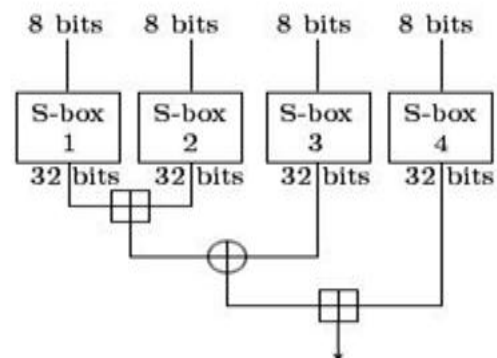 8 bits 8 bits 8 bits 8 bits
S-box S-box S-box S-box
1 2 3 4
32 bits 32 bits 32 bits 32 bits